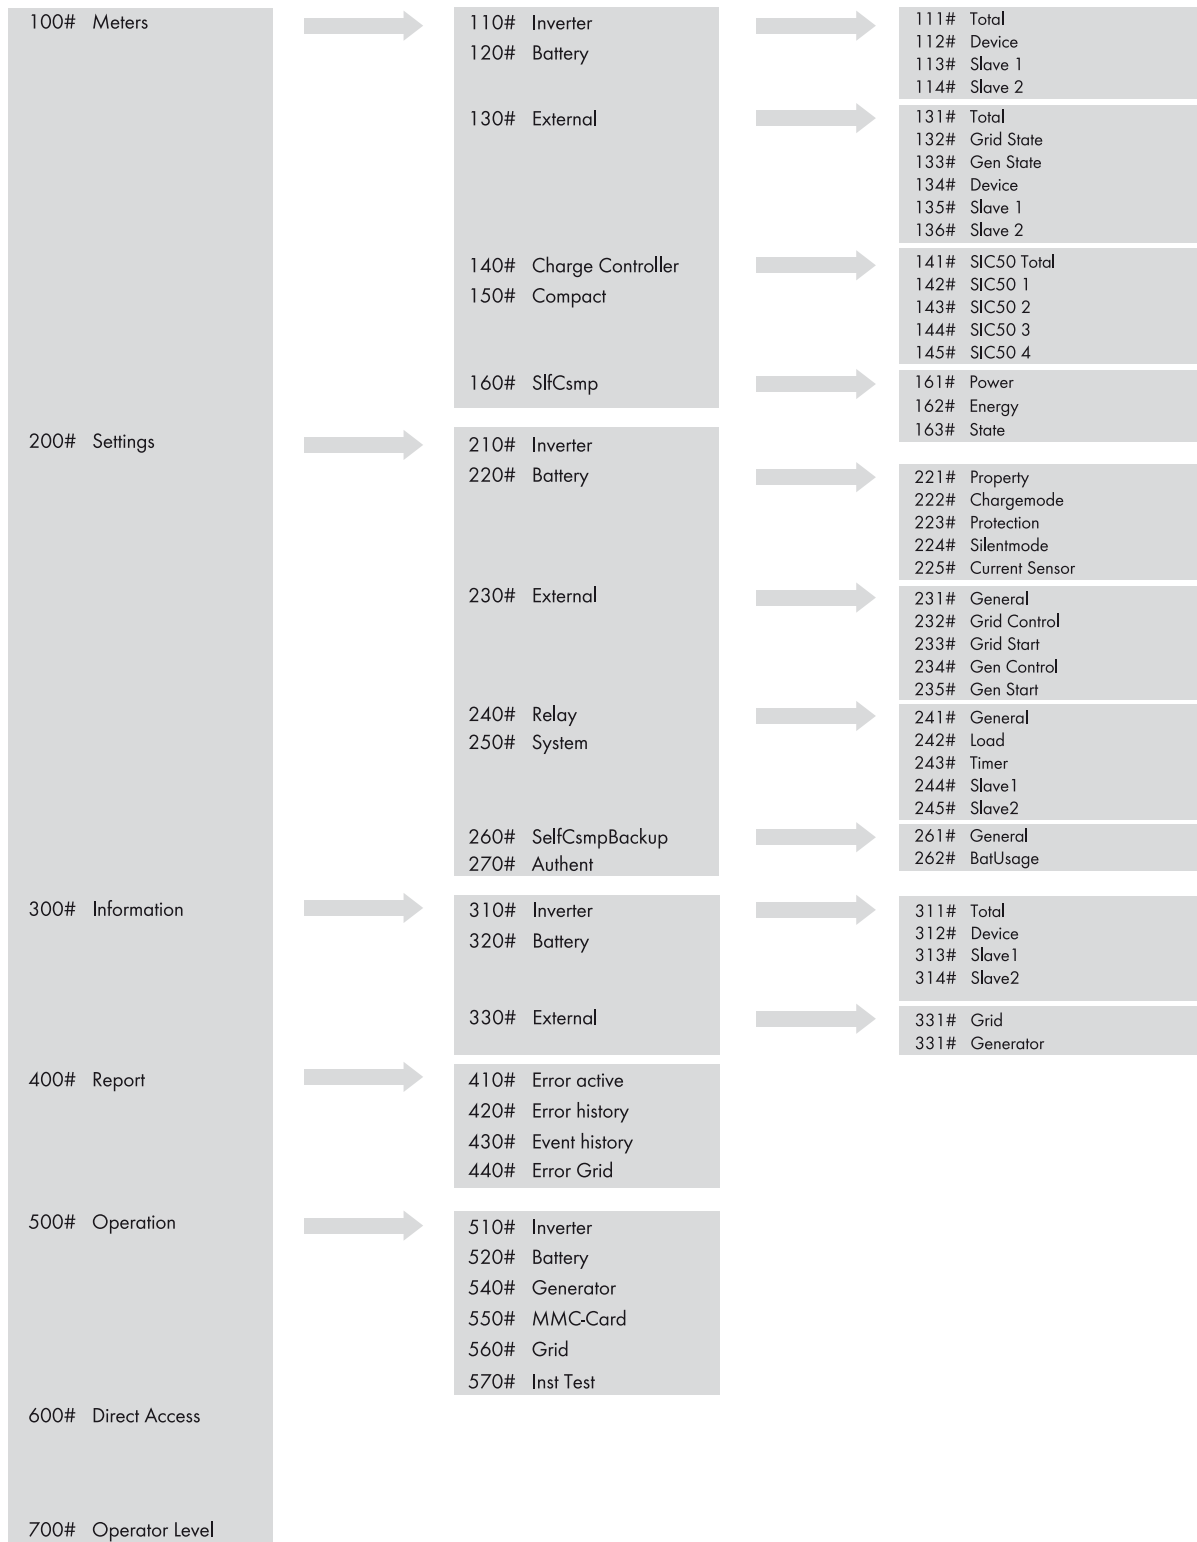 100# Meters
110# Inverter
111# Total
112# Device
113# Slave 1
114# Slave 2
120# Battery
130# External
131# Total
132# Grid State
133# Gen State
134# Device
135# Slave 1
136# Slave 2
140# Charge Controller
141# SIC50 Total
142# SIC50 1
143# SIC50 2
144# SIC50 3
145# SIC50 4
150# Compact
160# SlfCsmp
161# Power
162# Energy
163# State
200# Settings
210# Inverter
220# Battery
221# Property
222# Chargemode
223# Protection
224# Silentmode
225# Current Sensor
230# External
231# General
232# Grid Control
233# Grid Start
234# Gen Control
235# Gen Start
240# Relay
241# General
242# Load
243# Timer
244# Slave1
245# Slave2
250# System
260# SelfCsmpBackup
261# General
262# BatUsage
270# Authent
300# Information
310# Inverter
311# Total
312# Device
313# Slave1
314# Slave2
320# Battery
330# External
331# Grid
331# Generator
400# Report
410# Error active
420# Error history
430# Event history
440# Error Grid
500# Operation
510# Inverter
520# Battery
540# Generator
550# MMC-Card
560# Grid
570# Inst Test
600# Direct Access
700# Operator Level